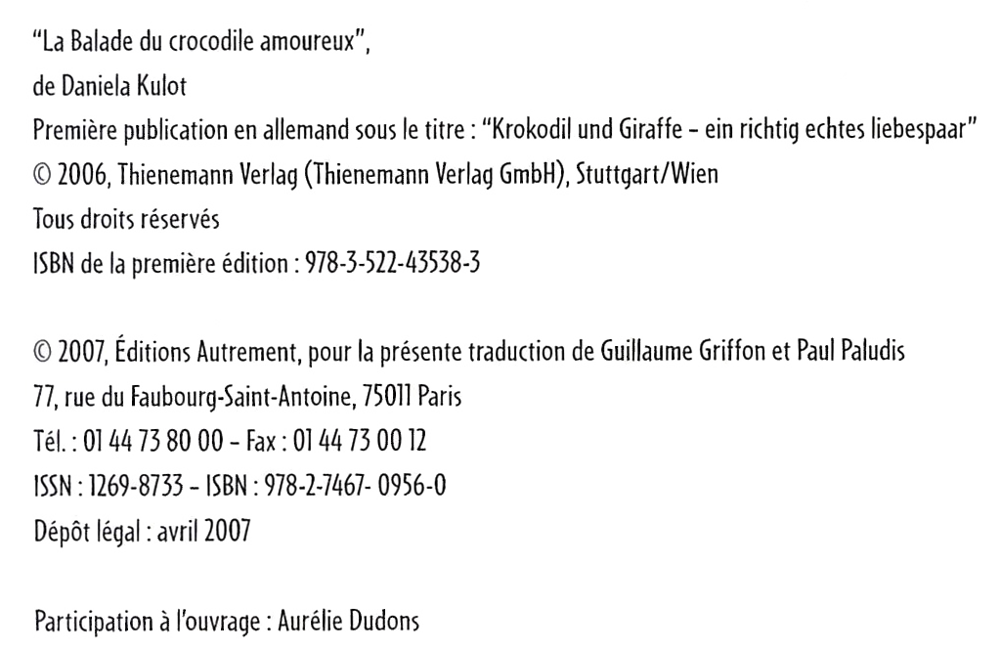 “La Balade du crocodile amoureux”,
de Daniela Kulot
Première publication en allemand sous le titre : “Krokodil und Giraffe – ein richtig echtes liebespaar”
© 2006, Thienemann Verlag (Thienemann Verlag GmbH), Stuttgart/Wien
Tous droits réservés
ISBN de la première édition : 978-3-522-43538-3
© 2007, Éditions Autrement, pour la présente traduction de Guillaume Griffon et Paul Paludis
77, rue du Faubourg-Saint-Antoine, 75011 Paris
Tél. : 01 44 73 80 00 – Fax : 01 44 73 00 12
ISSN : 1269-8733 – ISBN : 978-2-7467- 0956-0
Dépôt légal : avril 2007
Participation à l’ouvrage : Aurélie Dudons